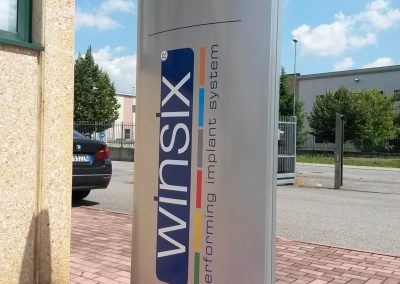 winsix®
erforming implant system